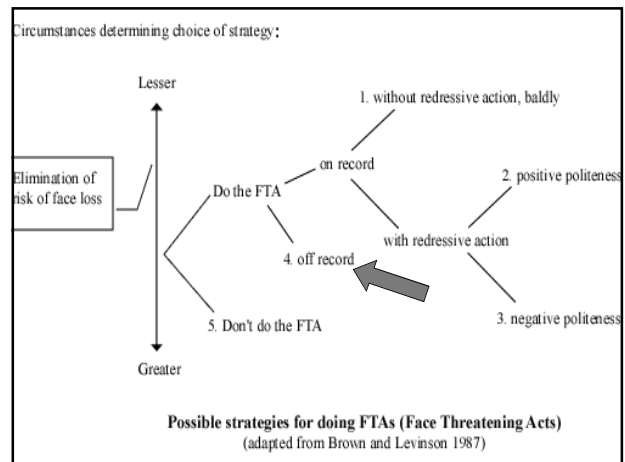 Circumstances determining choice of strategy:
Lesser
1. without redressive action, baldly
on record
Elimination of
risk of face loss
2. positive politeness
Do the FTA
with redressive action
4. off record
5. Don't do the FTA
3. negative politeness
Greater
Possible strategies for doing FTAs (Face Threatening Acts)
(adapted from Brown and Levinson 1987)